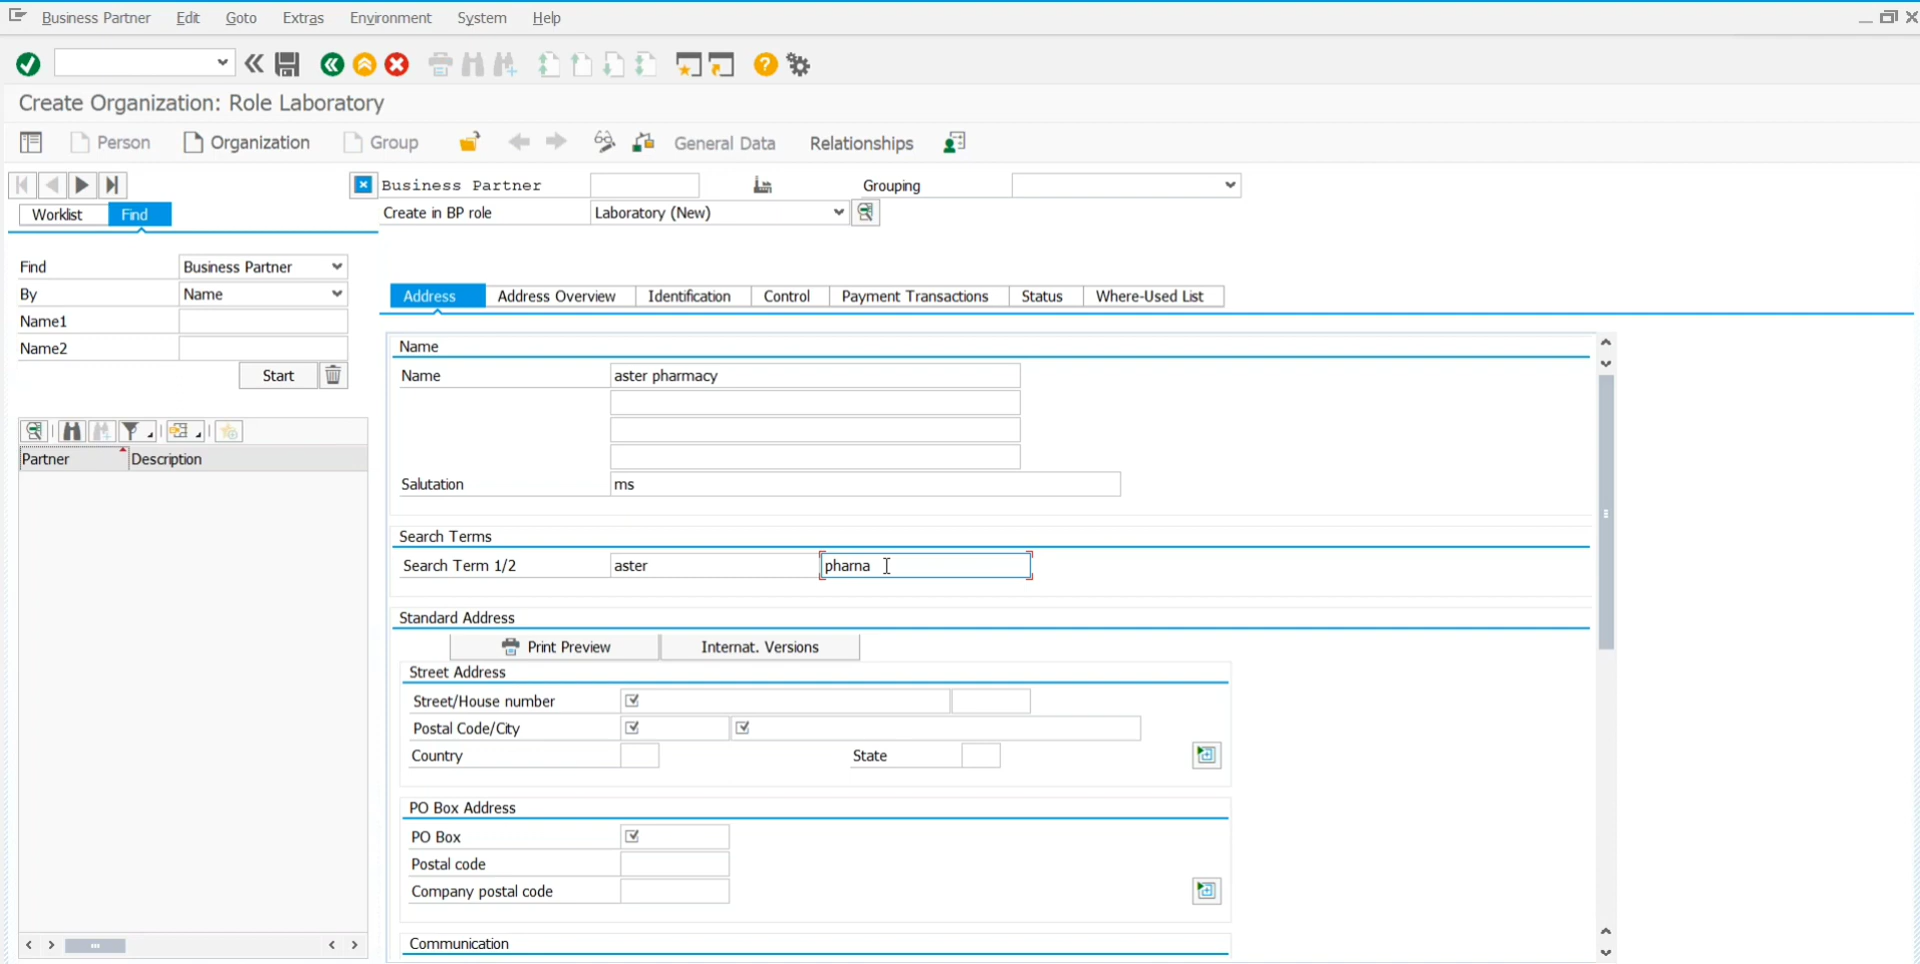 Business Partner Edit Goto Extras Environment System Help
Create Organization: Role Laboratory
Person Organization Group General Data Relationships
Business Partner Grouping
Worklist Find
Create in BP role Laboratory (New)
Find Business Partner
By Name
Name1
Name2
Start
Partner Description
Address Address Overview Identification Control Payment Transactions Status Where-Used List
Name
Name aster pharmacy
Salutation ms
Search Terms
Search Term 1/2 aster pharna
Standard Address
Print Preview Internat. Versions
Street Address
Street/House number
Postal Code/City
Country State
PO Box Address
PO Box
Postal code
Company postal code
Communication